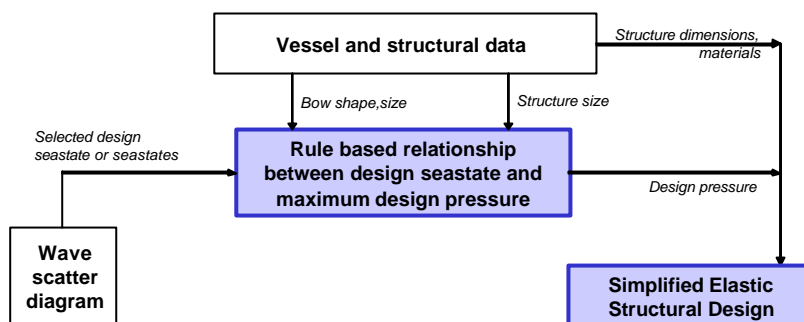 Vessel and structural data
Structure dimensions,
materials
Bow shape,size
Structure size
Selected design
seastate or seastates
Rule based relationship
between design seastate and
maximum design pressure
Design pressure
Wave
scatter
diagram
Simplified Elastic
Structural Design